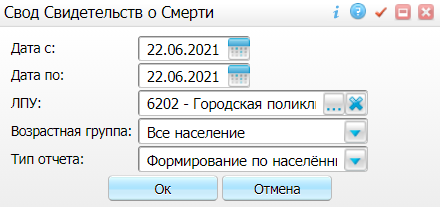 Свод Свидетельств о Смерти
Дата с: 22.06.2021
Дата по: 22.06.2021
ЛПУ: 6202 - Городская поликл ...
Возрастная группа: Все население
Тип отчета: Формирование по населённы
Ок Отмена